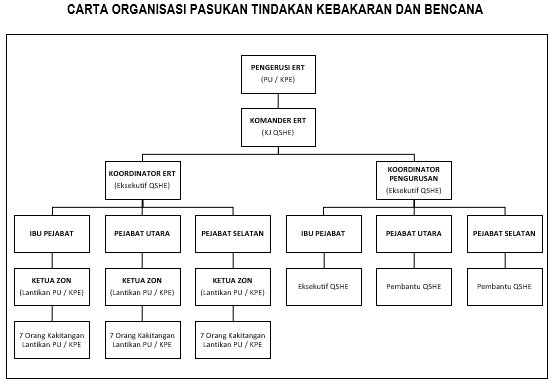 CARTA ORGANISASI PASUKAN TINDAKAN KEBAKARAN DAN BENCANA
PENGERUSI ERT
(PU / KPE)
KOMANDER ERT
(KJ QSHE)
KOORDINATOR ERT
(Eksekutif QSHE)
KOORDINATOR
PENGURUSAN
(Eksekutif QSHE)
IBU PEJABAT
PEJABAT UTARA
PEJABAT SELATAN
IBU PEJABAT
PEJABAT UTARA
PEJABAT SELATAN
KETUA ZON
(Lantikan PU / KPE)
KETUA ZON
(Lantikan PU / KPE)
KETUA ZON
(Lantikan PU / KPE)
Eksekutif QSHE
Pembantu QSHE
Pembantu QSHE
7 Orang Kakitangan
Lantikan PU / KPE
7 Orang Kakitangan
Lantikan PU / KPE
7 Orang Kakitangan
Lantikan PU / KPE